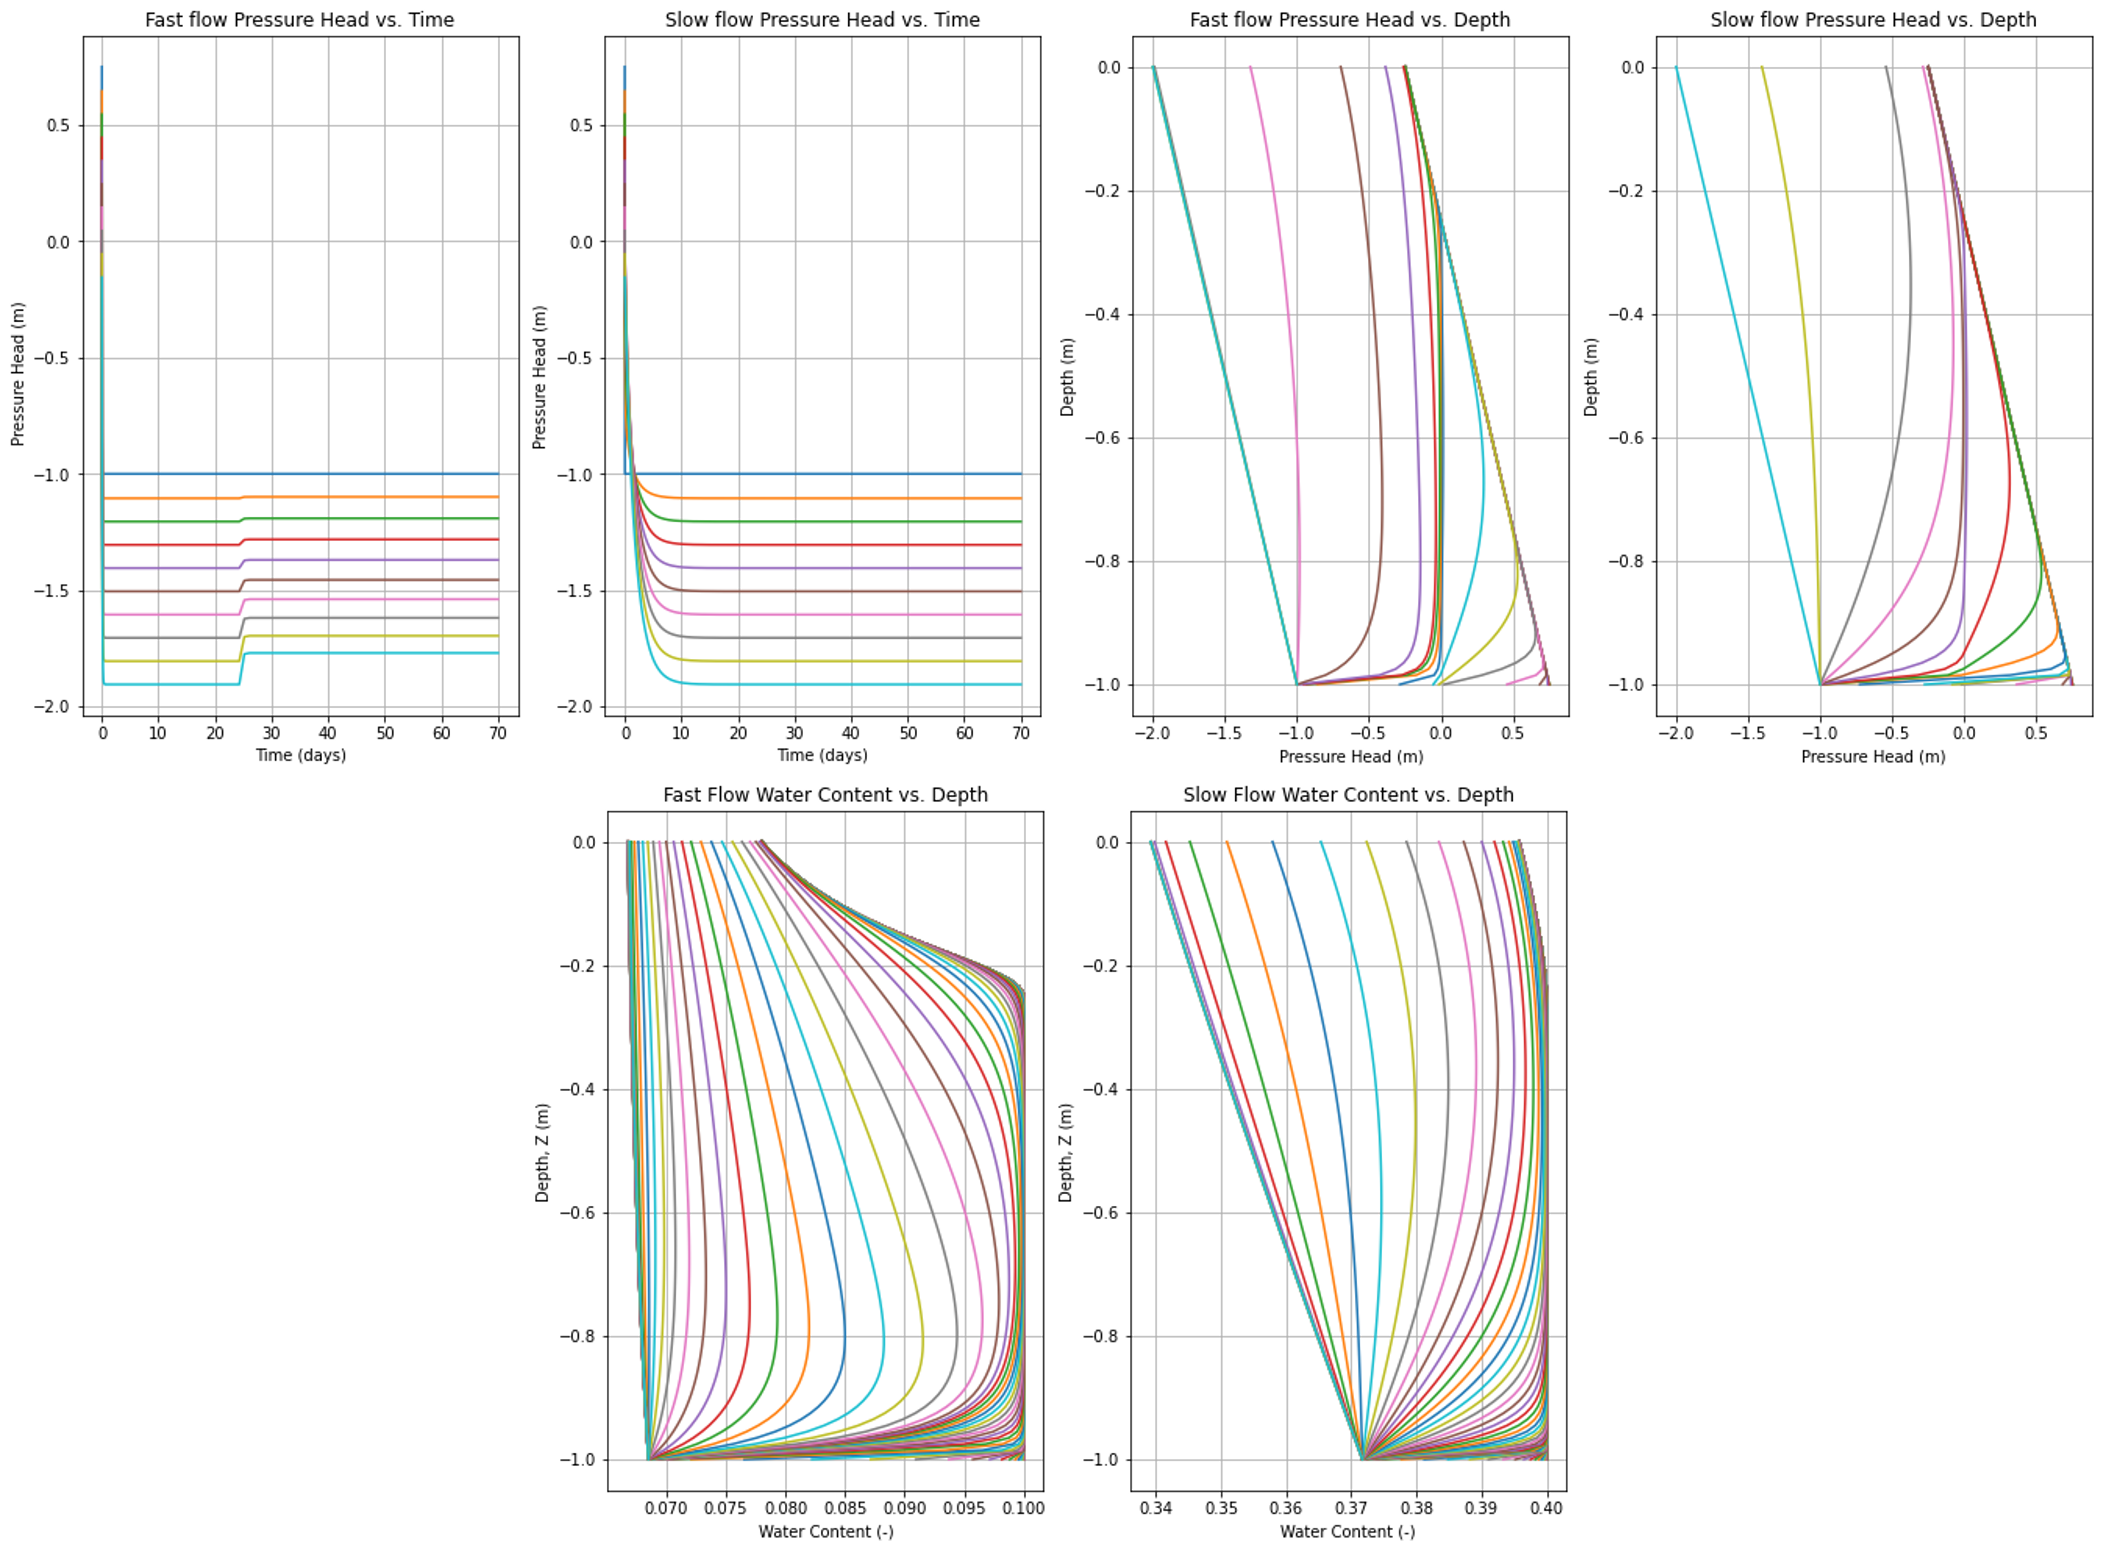 Fast flow Pressure Head vs. Time
Pressure Head (m)
0.5
0.0
−0.5
−1.0
−1.5
−2.0
0 10 20 30 40 50 60 70
Time (days)
Slow flow Pressure Head vs. Time
Pressure Head (m)
0.5
0.0
−0.5
−1.0
−1.5
−2.0
0 10 20 30 40 50 60 70
Time (days)
Fast flow Pressure Head vs. Depth
Depth (m)
0.0
−0.2
−0.4
−0.6
−0.8
−1.0
−2.0 −1.5 −1.0 −0.5 0.0 0.5
Pressure Head (m)
Slow flow Pressure Head vs. Depth
Depth (m)
0.0
−0.2
−0.4
−0.6
−0.8
−1.0
−2.0 −1.5 −1.0 −0.5 0.0 0.5
Pressure Head (m)
Fast Flow Water Content vs. Depth
Depth, Z (m)
0.0
−0.2
−0.4
−0.6
−0.8
−1.0
0.070 0.075 0.080 0.085 0.090 0.095 0.100
Water Content (-)
Slow Flow Water Content vs. Depth
Depth, Z (m)
0.0
−0.2
−0.4
−0.6
−0.8
−1.0
0.34 0.35 0.36 0.37 0.38 0.39 0.40
Water Content (-)